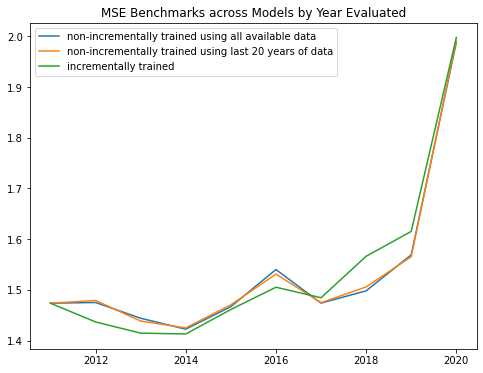 MSE Benchmarks across Models by Year Evaluated
non-incrementally trained using all available data
non-incrementally trained using last 20 years of data
incrementally trained
2.0
1.9
1.8
1.7
1.6
1.5
1.4
2012 2014 2016 2018 2020